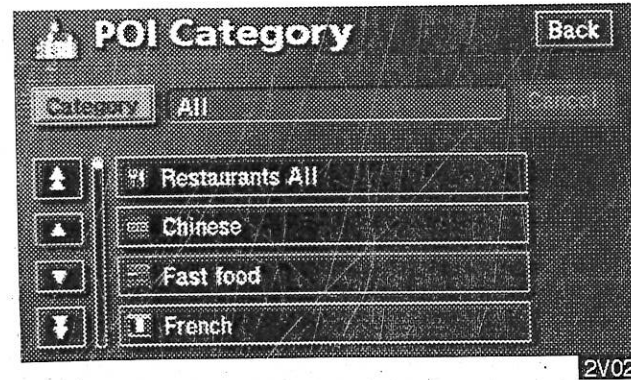 POI Category
Back
Category
All
Cancel
Restaurants All
Chinese
Fast food
French
2V02